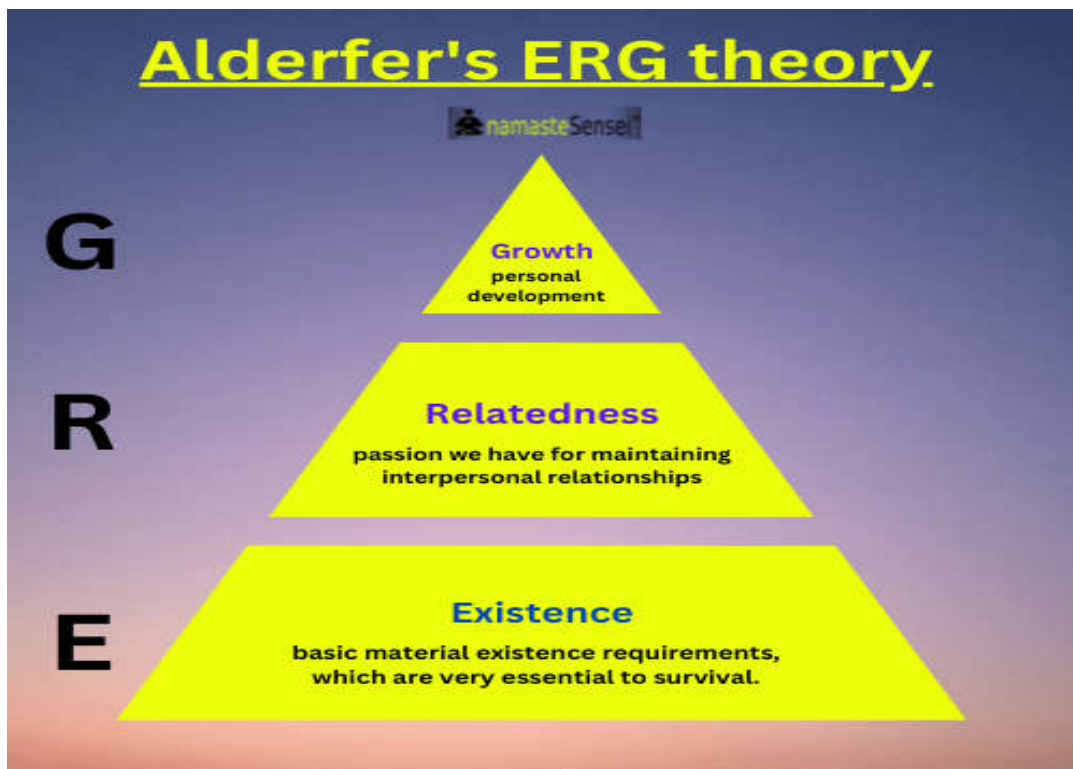 Alderfer's ERG theory
namasteSensei
G
Growth
personal
development
R
Relatedness
passion we have for maintaining
interpersonal relationships
E
Existence
basic material existence requirements,
which are very essential to survival.